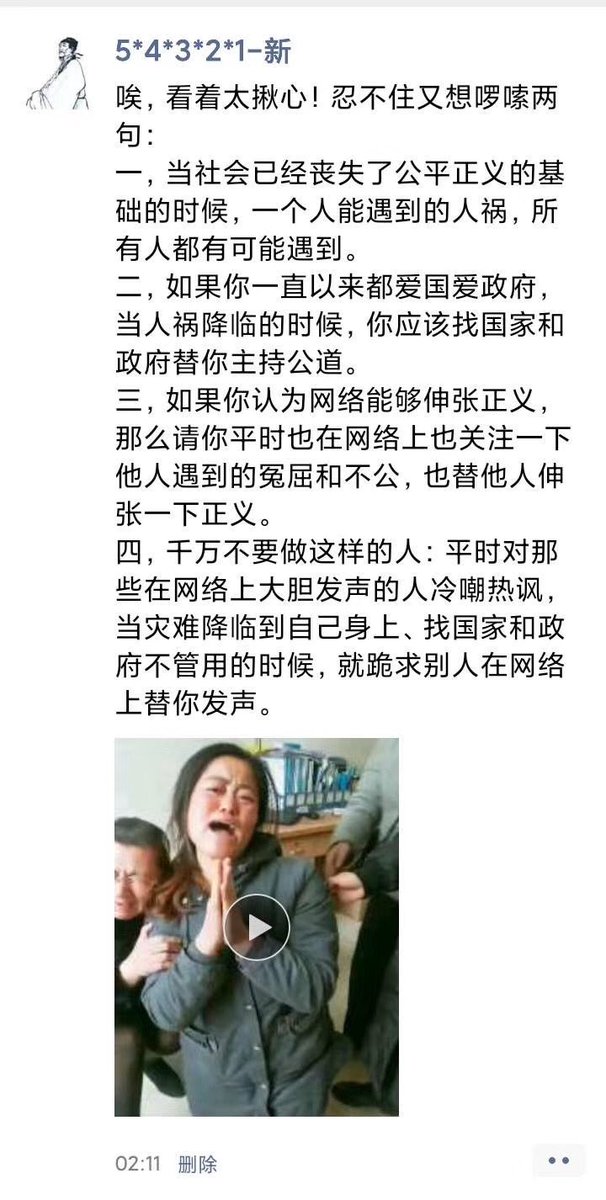 5*4*3*2*1-新
唉，看着太揪心！忍不住又想啰嗦两
句：
一，当社会已经丧失了公平正义的基
础的时候，一个人能遇到的人祸，所
有人都有可能遇到。
二，如果你一直以来都爱国爱政府，
当人祸降临的时候，你应该找国家和
政府替你主持公道。
三，如果你认为网络能够伸张正义，
那么请你平时也在网络上也关注一下
他人遇到的冤屈和不公，也替他人伸
张一下正义。
四，千万不要做这样的人：平时对那
些在网络上大胆发声的人冷嘲热讽，
当灾难降临到自己身上、找国家和政
府不管用的时候，就跪求别人在网络
上替你发声。
02:11 删除